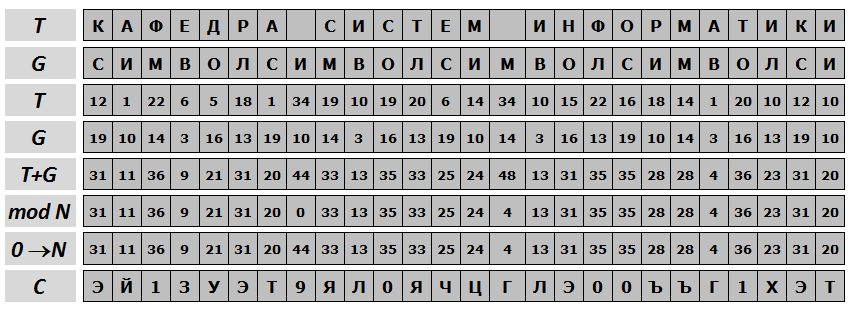 T К А Ф Е Д Р А С И С Т Е М И Н Ф О Р М А Т И К И
G С И М В О Л С И М В О Л С И М В О Л С И М В О Л С И
T 12 1 22 6 5 18 1 34 19 10 19 20 6 14 34 10 15 22 16 18 14 1 20 10 12 10
G 19 10 14 3 16 13 19 10 14 3 16 13 19 10 14 3 16 13 19 10 14 3 16 13 19 10
T+G 31 11 36 9 21 31 20 44 33 13 35 33 25 24 48 13 31 35 35 28 28 4 36 23 31 20
mod N 31 11 36 9 21 31 20 0 33 13 35 33 25 24 4 13 31 35 35 28 28 4 36 23 31 20
0 →N 31 11 36 9 21 31 20 44 33 13 35 33 25 24 4 13 31 35 35 28 28 4 36 23 31 20
C Э Й 1 З У Э Т 9 Я Л 0 Я Ч Ц Г Л Э 0 0 Ъ Ъ Г 1 Х Э Т